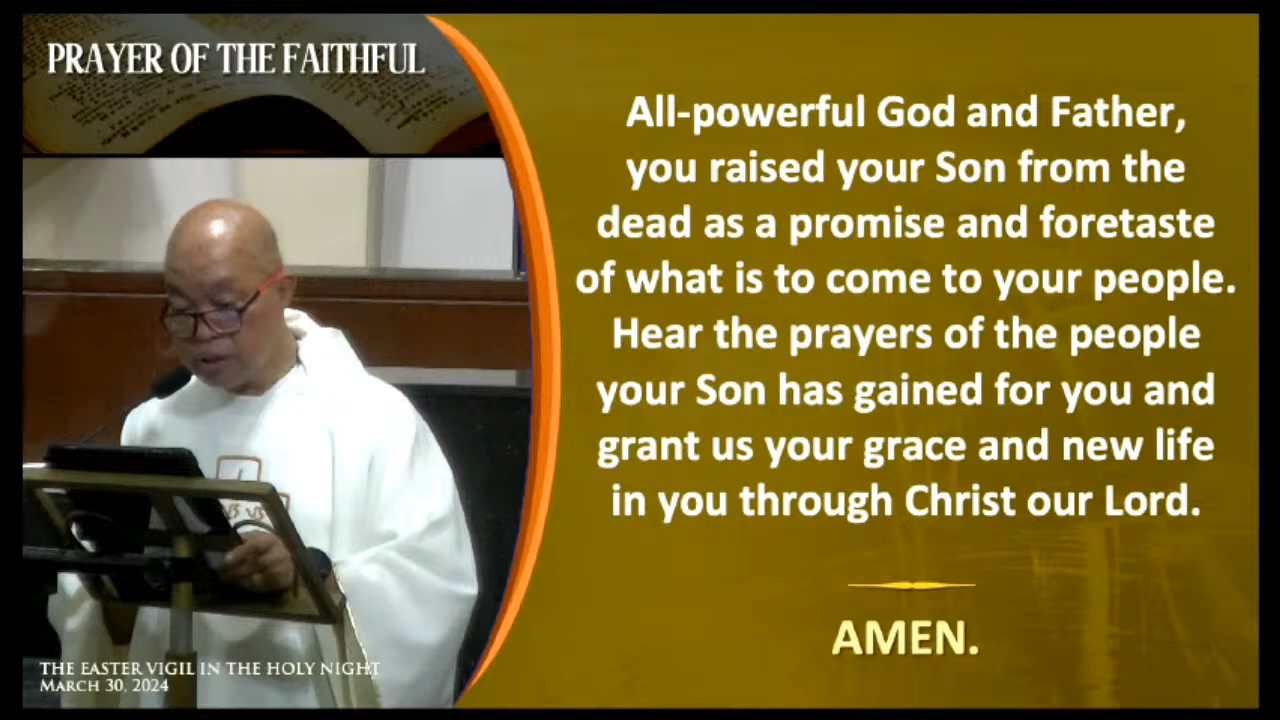 PRAYER OF THE FAITHFUL
All-powerful God and Father,
you raised your Son from the
dead as a promise and foretaste
of what is to come to your people.
Hear the prayers of the people
your Son has gained for you and
grant us your grace and new life
in you through Christ our Lord.
AMEN.
THE EASTER VIGIL IN THE HOLY NIGHT
MARCH 30, 2024